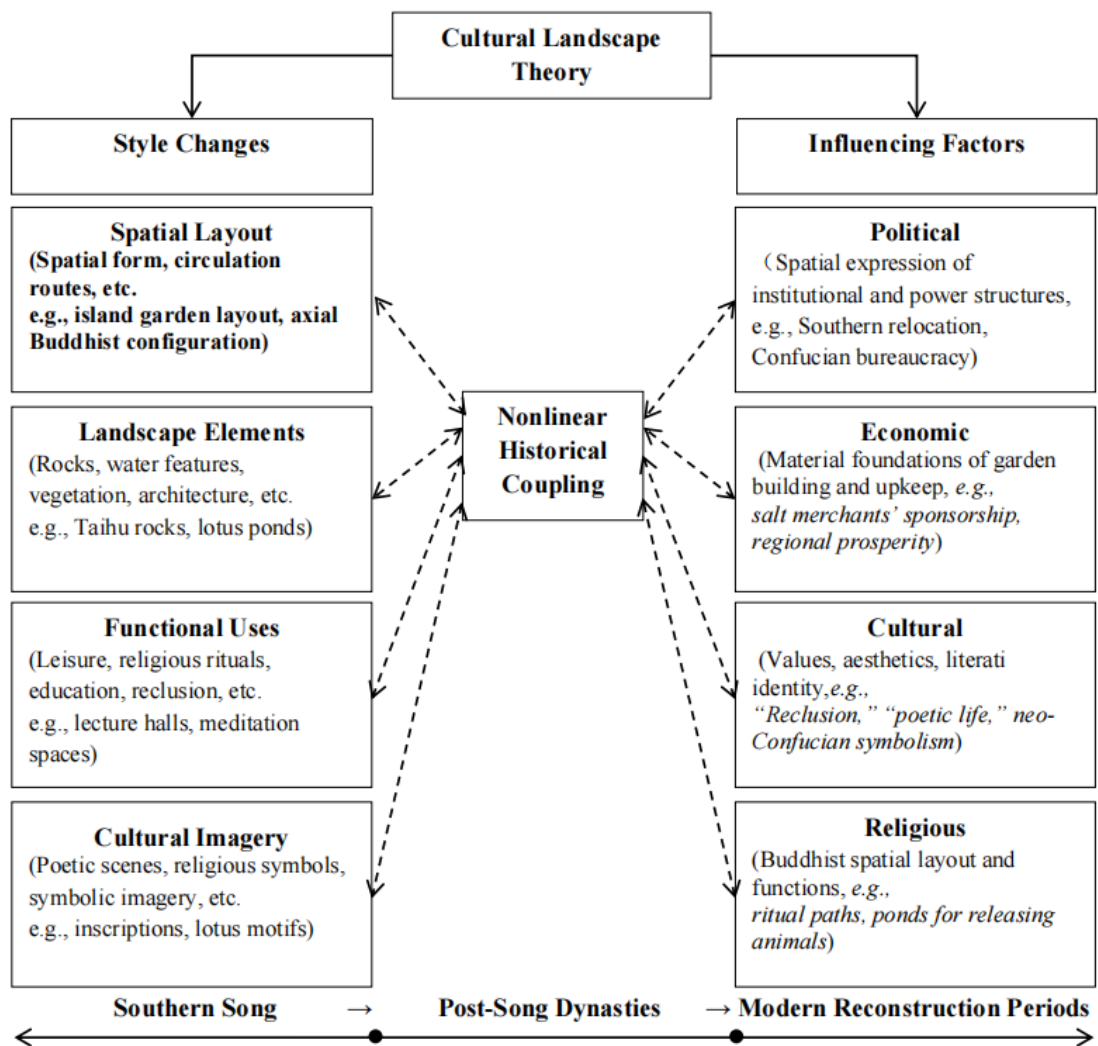 Cultural Landscape
Theory
Style Changes
Influencing Factors
Spatial Layout
(Spatial form, circulation
routes, etc.
e.g., island garden layout, axial
Buddhist configuration)
Political
（Spatial expression of
institutional and power structures,
e.g., Southern relocation,
Confucian bureaucracy)
Nonlinear
Historical
Coupling
Landscape Elements
(Rocks, water features,
vegetation, architecture, etc.
e.g., Taihu rocks, lotus ponds)
Economic
(Material foundations of garden
building and upkeep, e.g.,
salt merchants’ sponsorship,
regional prosperity)
Functional Uses
(Leisure, religious rituals,
education, reclusion, etc.
e.g., lecture halls, meditation
spaces)
Cultural
(Values, aesthetics, literati
identity,e.g.,
“Reclusion,” “poetic life,” neo-
Confucian symbolism)
Cultural Imagery
(Poetic scenes, religious symbols,
symbolic imagery, etc.
e.g., inscriptions, lotus motifs)
Religious
(Buddhist spatial layout and
functions, e.g.,
ritual paths, ponds for releasing
animals)
Southern Song → Post-Song Dynasties → Modern Reconstruction Periods